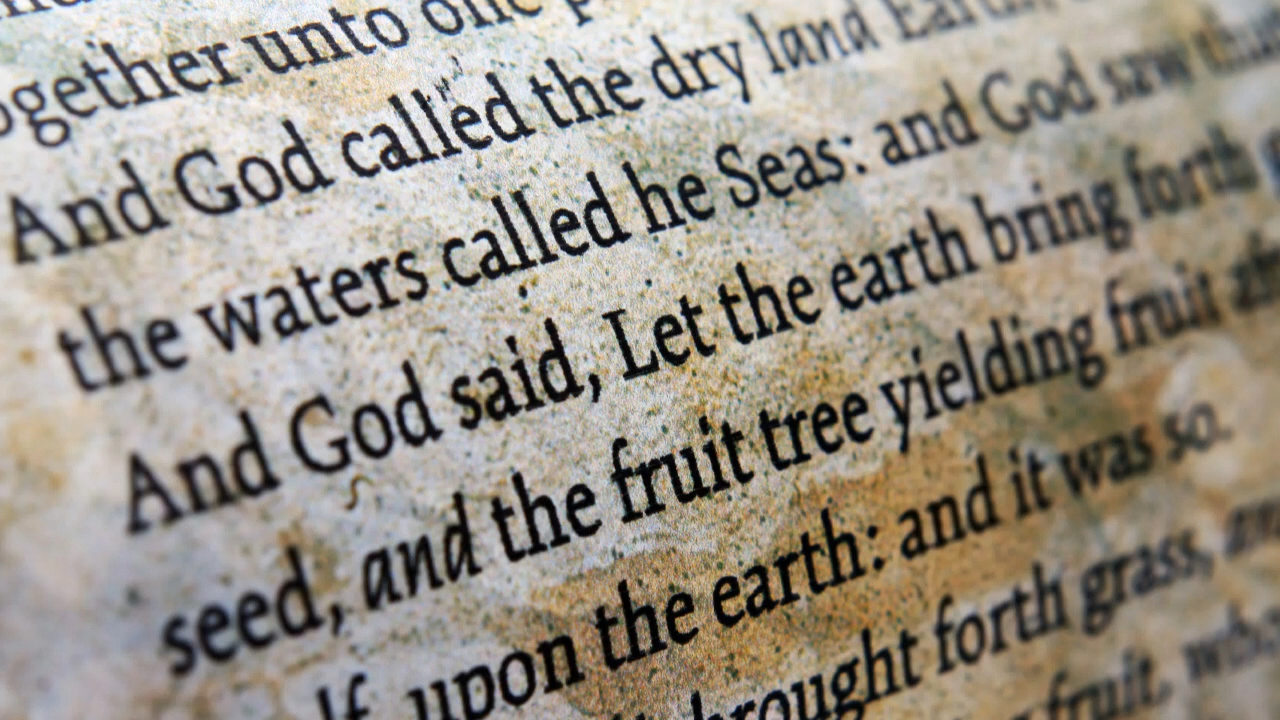 together unto one
And God called the dry land Earth
the waters called he Seas: and God saw
And God said, Let the earth bring forth
seed, and the fruit tree yielding fruit
upon the earth: and it was so.
brought forth grass,
fruit,